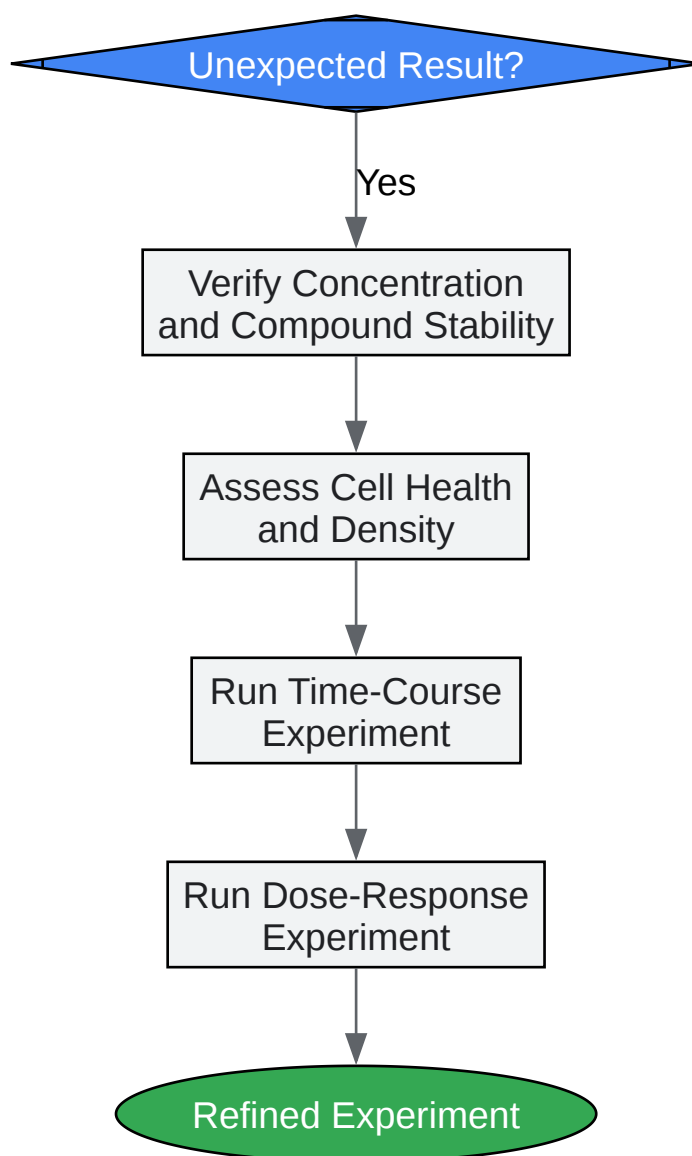 Unexpected Result?
Yes
Verify Concentration
and Compound Stability
Assess Cell Health
and Density
Run Time-Course
Experiment
Run Dose-Response
Experiment
Refined Experiment